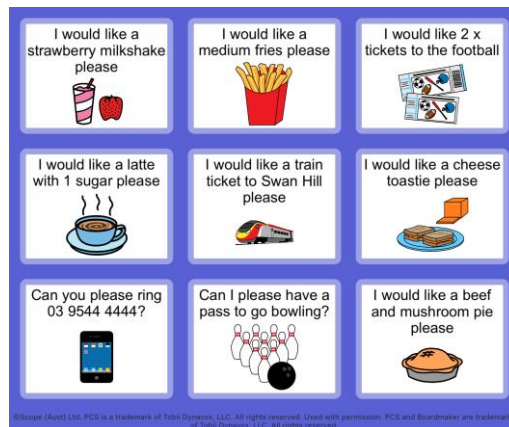 I would like a
strawberry milkshake
please
I would like a
medium fries please
I would like 2 x
tickets to the football
I would like a latte
with 1 sugar please
I would like a train
ticket to Swan Hill
please
I would like a cheese
toastie please
Can you please ring
03 9544 4444?
Can I please have a
pass to go bowling?
I would like a beef
and mushroom pie
please
©Scope (Aust) Ltd. PCS is a trademark of Tobii Dynavox, LLC. All rights reserved. Used with permission. PCS and Boardmaker are trademark
of Tobii Dynavox, LLC. All rights reserved.